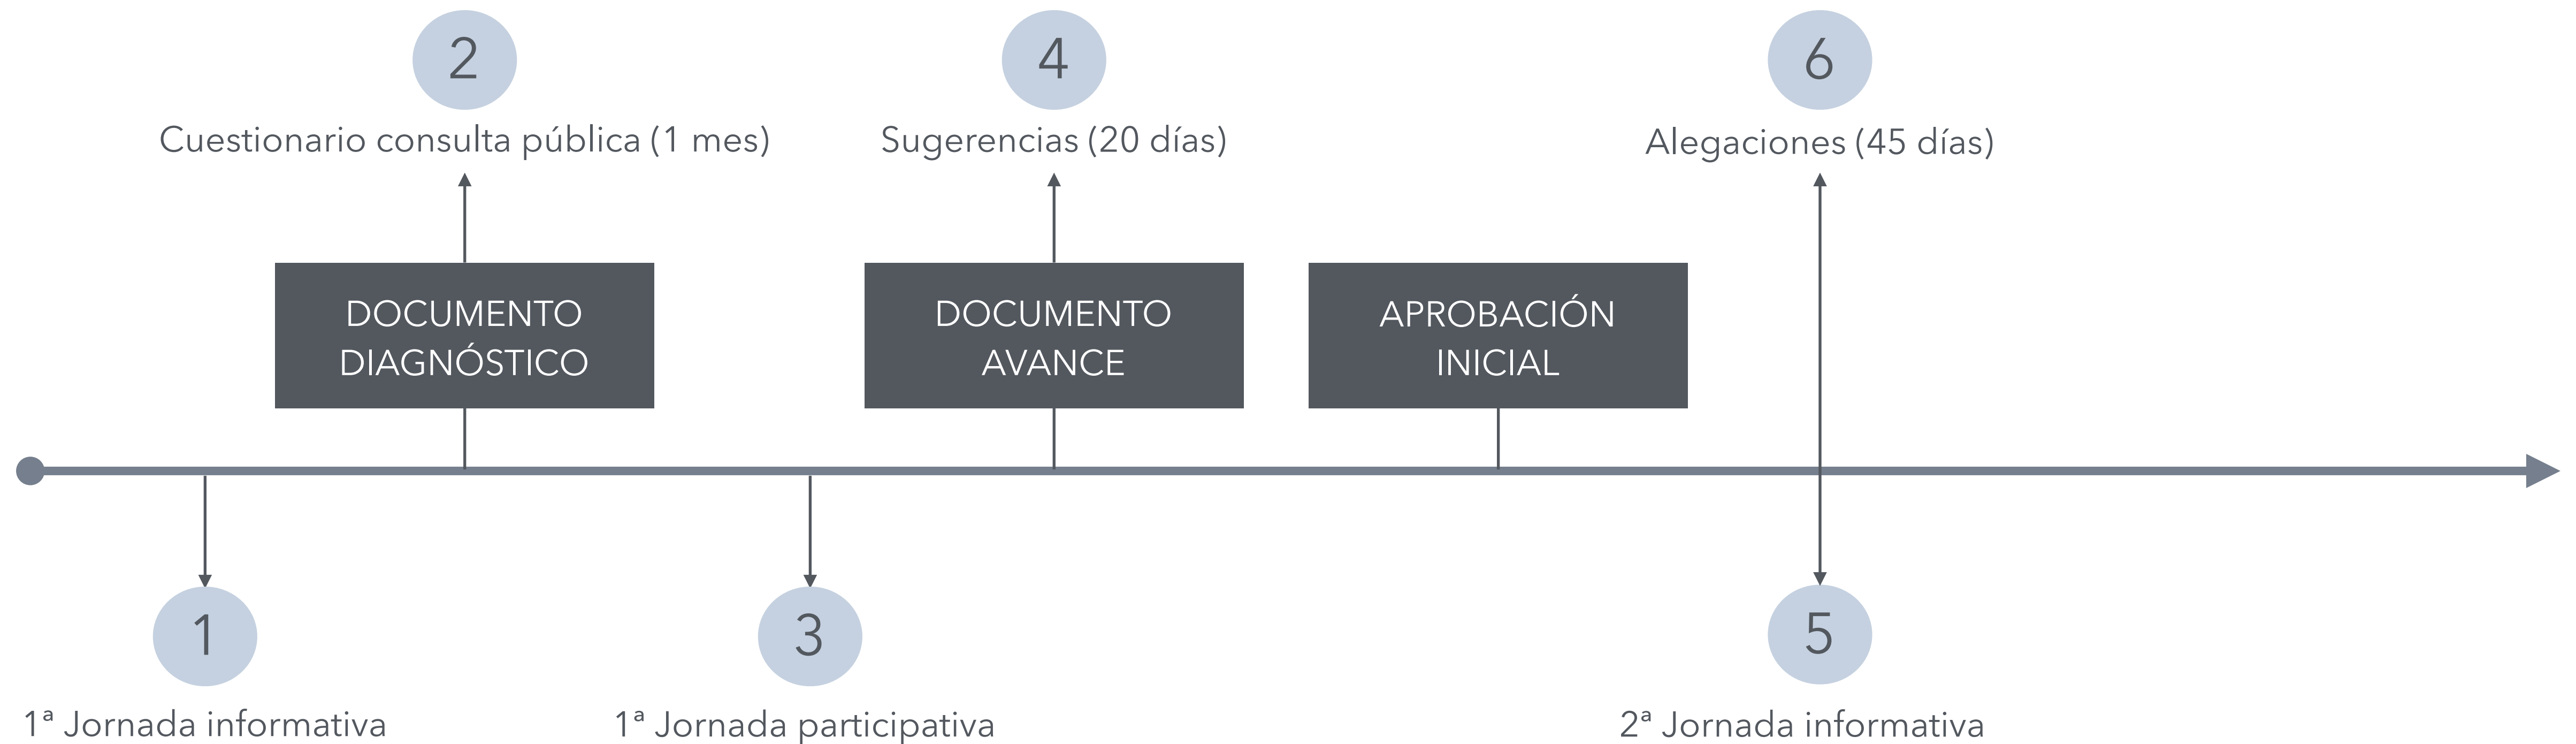 2
4
6
Cuestionario consulta pública (1 mes)
Sugerencias (20 días)
Alegaciones (45 días)
DOCUMENTO
DIAGNÓSTICO
DOCUMENTO
AVANCE
APROBACIÓN
INICIAL
1
3
5
1ª Jornada informativa
1ª Jornada participativa
2ª Jornada informativa